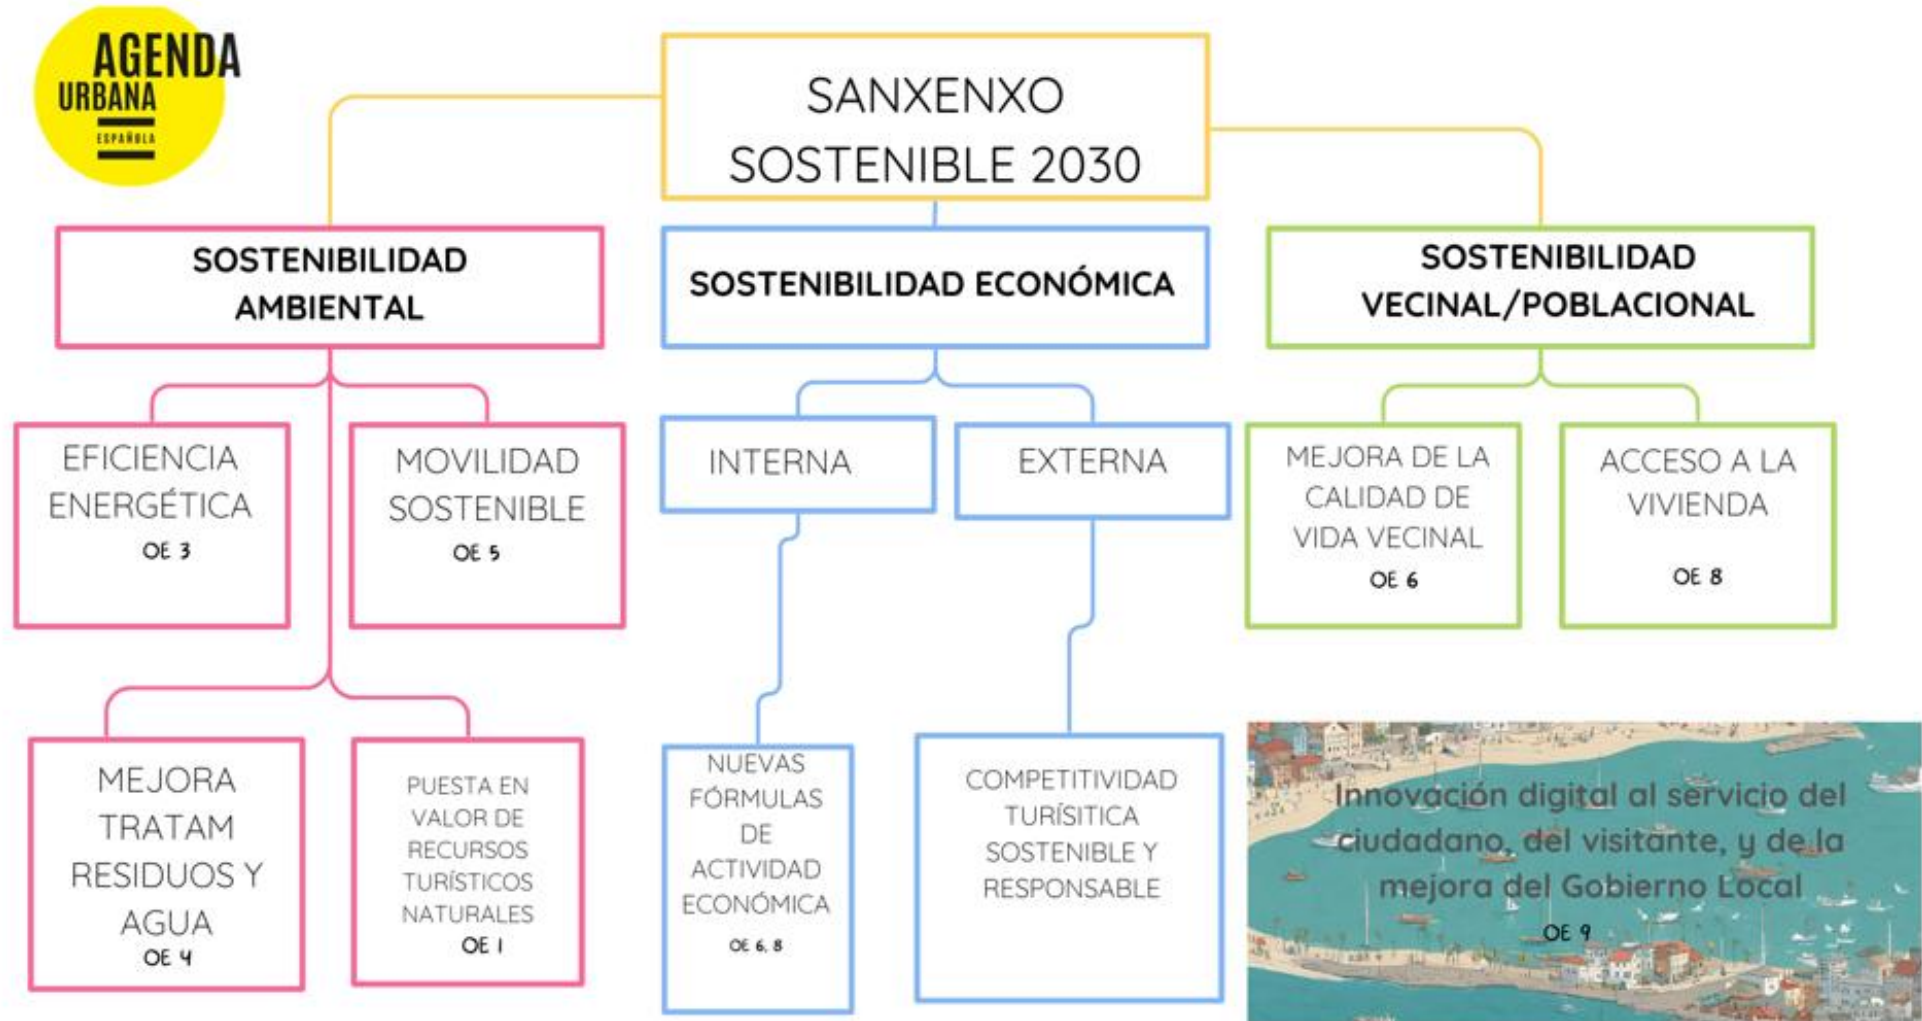 AGENDA
URBANA
ESPAÑOLA
SANXENXO
SOSTENIBLE 2030
SOSTENIBILIDAD
AMBIENTAL
SOSTENIBILIDAD ECONÓMICA
SOSTENIBILIDAD
VECINAL/POBLACIONAL
EFICIENCIA
ENERGÉTICA
OE 3
MOVILIDAD
SOSTENIBLE
OE 5
INTERNA
EXTERNA
MEJORA DE LA
CALIDAD DE
VIDA VECINAL
OE 6
ACCESO A LA
VIVIENDA
OE 8
MEJORA
TRATAM
RESIDUOS Y
AGUA
OE 4
PUESTA EN
VALOR DE
RECURSOS
TURÍSTICOS
NATURALES
OE 1
NUEVAS
FÓRMULAS
DE
ACTIVIDAD
ECONÓMICA
OE 6, 8
COMPETITIVIDAD
TURÍSITICA
SOSTENIBLE Y
RESPONSABLE
Innovación digital al servicio del
ciudadano, del visitante, y de la
mejora del Gobierno Local
OE 9